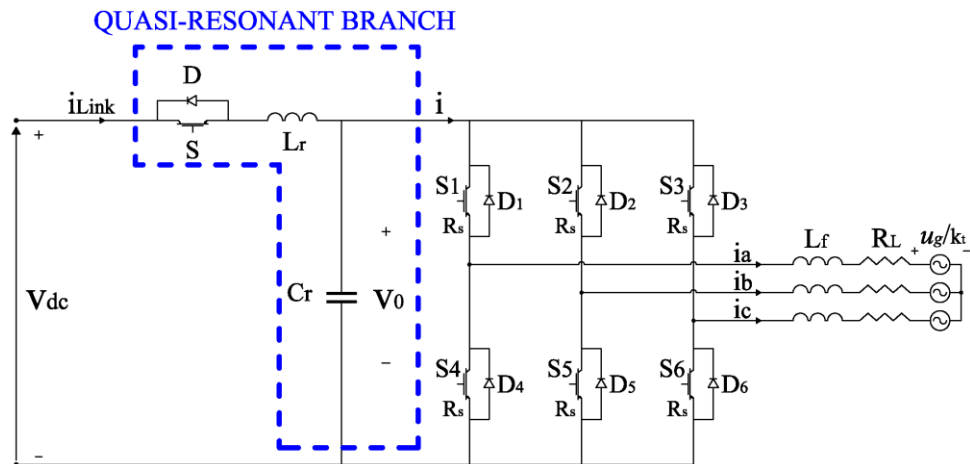 QUASI-RESONANT BRANCH
D
iLink
i
S
Lr
+
S1
D1
S2
D2
S3
D3
Rs
Rs
Rs
Lf
RL
+ ug/kt −
ia
ib
ic
+
Vdc
Cr
V0
−
S4
D4
S5
D5
S6
D6
Rs
Rs
Rs
−